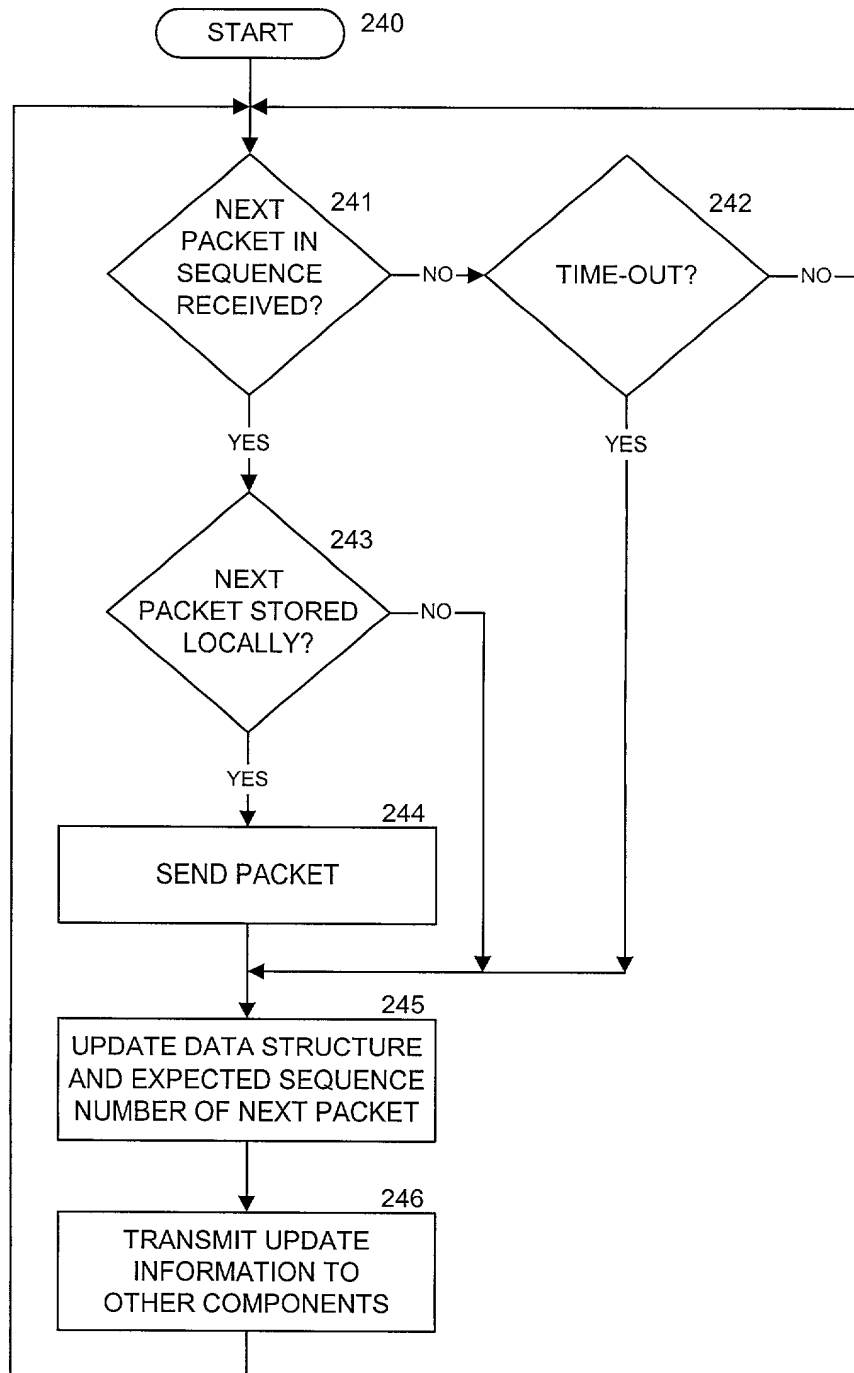 START
240
NEXT
PACKET IN
SEQUENCE
RECEIVED?
241
NO
TIME-OUT?
242
NO
YES
YES
NEXT
PACKET STORED
LOCALLY?
243
NO
YES
244
SEND PACKET
245
UPDATE DATA STRUCTURE
AND EXPECTED SEQUENCE
NUMBER OF NEXT PACKET
246
TRANSMIT UPDATE
INFORMATION TO
OTHER COMPONENTS